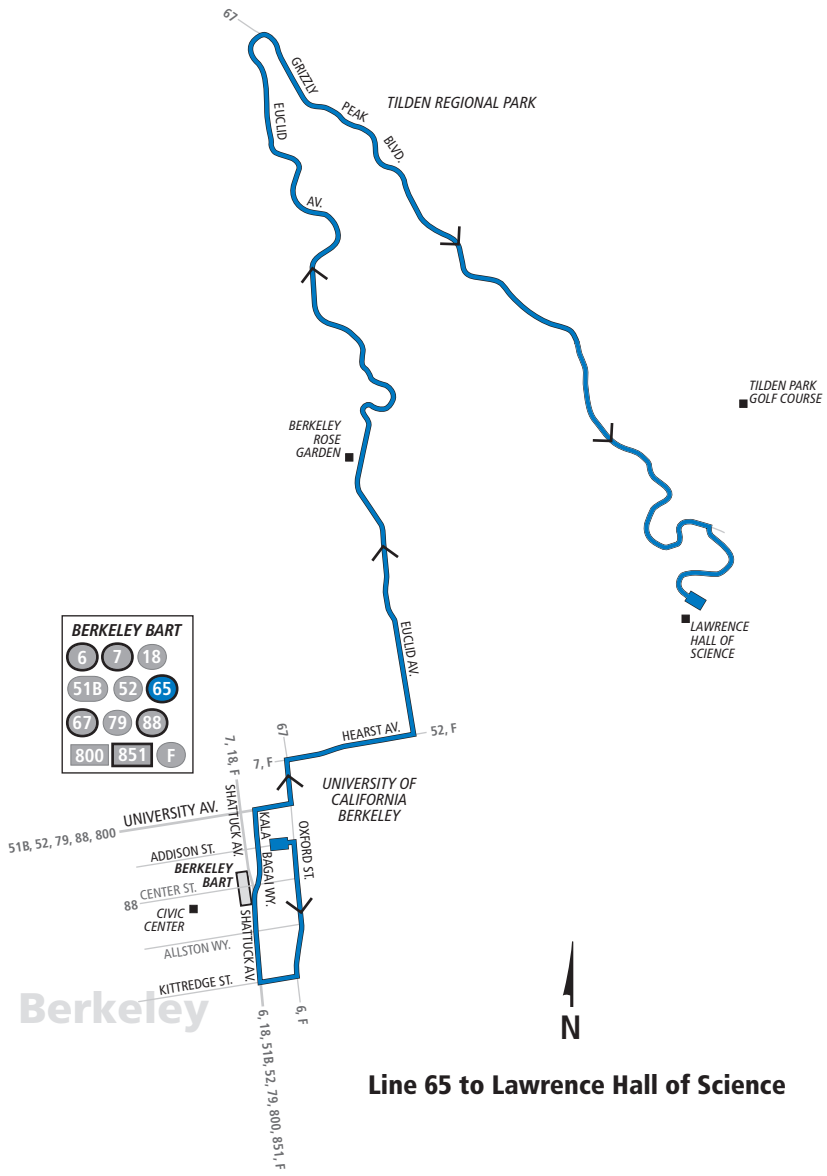 67
GRIZZLY
PEAK
BLVD.
TILDEN REGIONAL PARK
EUCLID
AV.
TILDEN PARK
GOLF COURSE
BERKELEY
ROSE
GARDEN
LAWRENCE
HALL OF
SCIENCE
EUCLID AV.
BERKELEY BART
6 7 18
51B 52 65
67 79 88
800 851 F
HEARST AV.
52, F
67
7, F
7, 18, F
UNIVERSITY OF
CALIFORNIA
BERKELEY
UNIVERSITY AV.
51B, 52, 79, 88, 800
SHATTUCK AV.
KALA BAGAI WY.
OXFORD ST.
ADDISON ST.
BERKELEY
BART
CENTER ST.
88
CIVIC
CENTER
SHATTUCK AV.
ALLSTON WY.
KITTREDGE ST.
Berkeley
6, 18, 51B, 52, 79, 800, 851, F
6, F
N
Line 65 to Lawrence Hall of Science